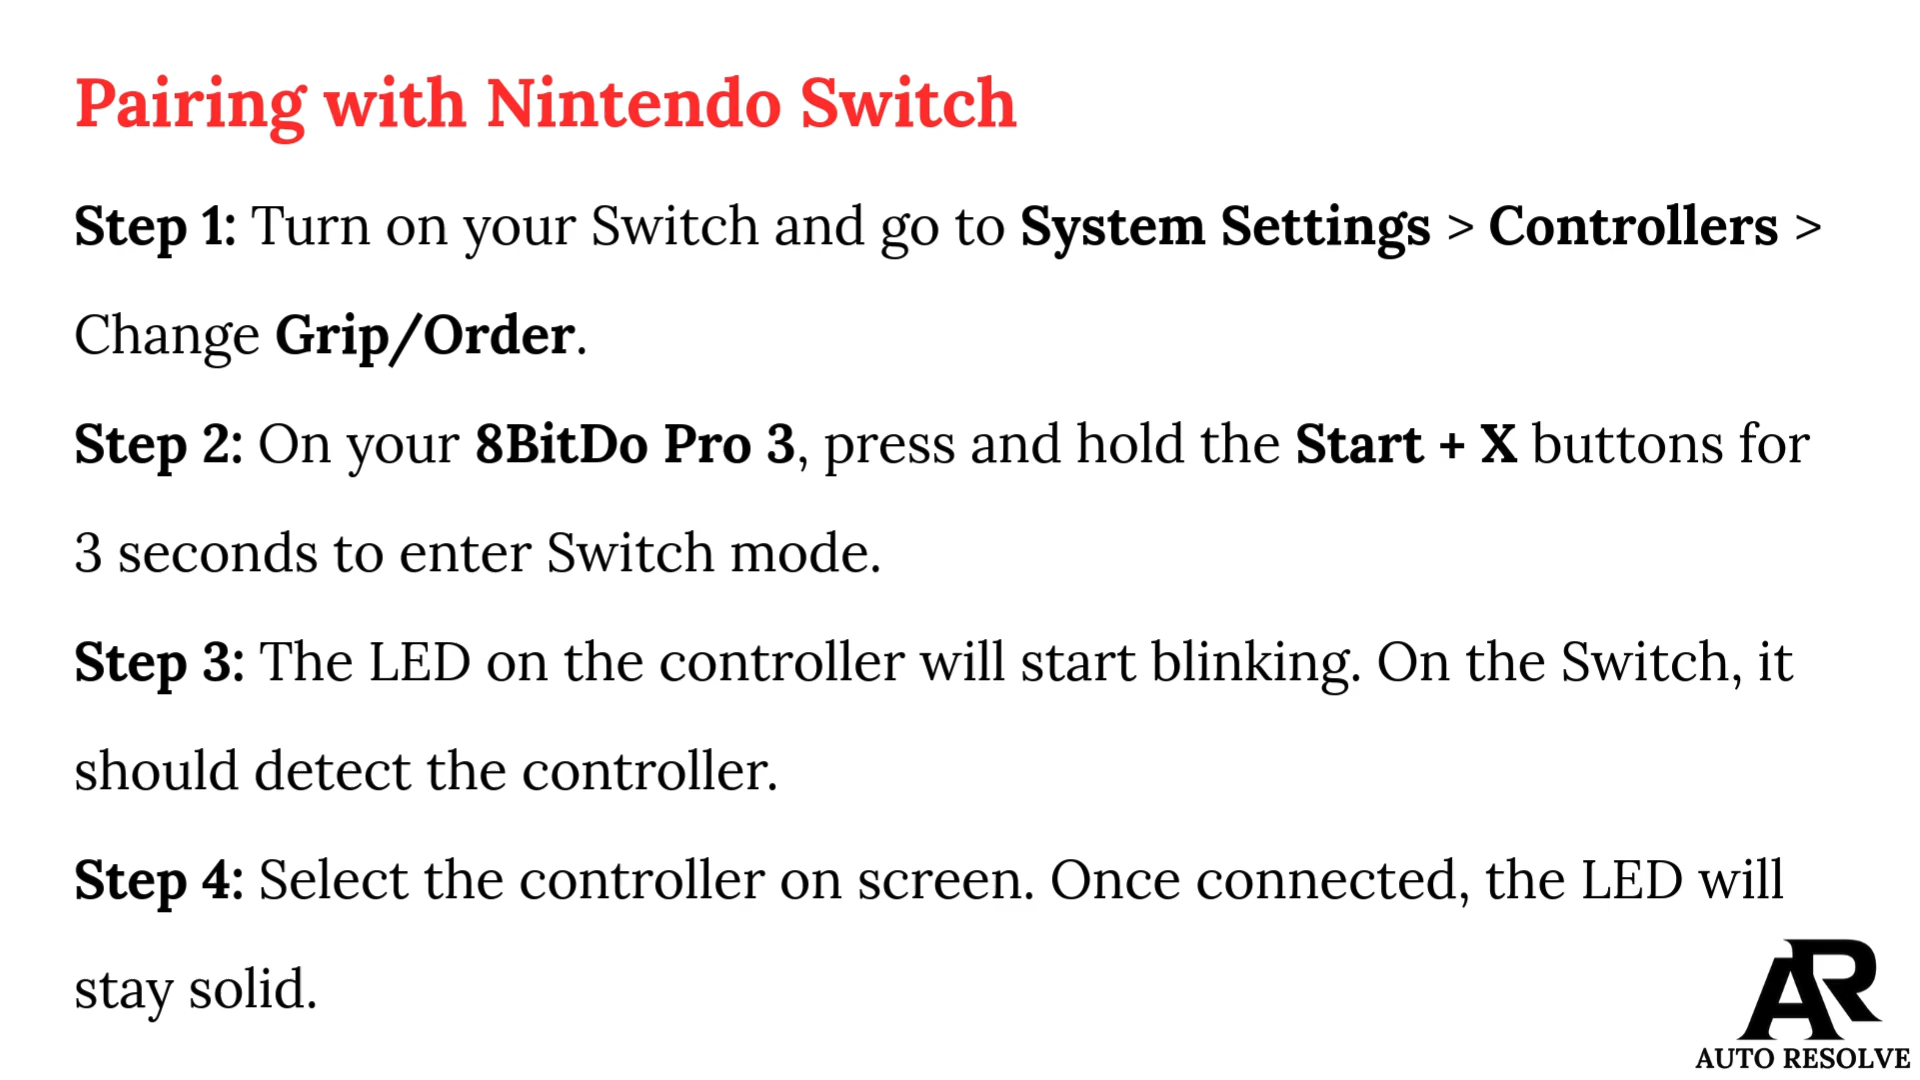 Pairing with Nintendo Switch
Step 1: Turn on your Switch and go to System Settings > Controllers >
Change Grip/Order.
Step 2: On your 8BitDo Pro 3, press and hold the Start + X buttons for
3 seconds to enter Switch mode.
Step 3: The LED on the controller will start blinking. On the Switch, it
should detect the controller.
Step 4: Select the controller on screen. Once connected, the LED will
stay solid.
AR
AUTO RESOLVE